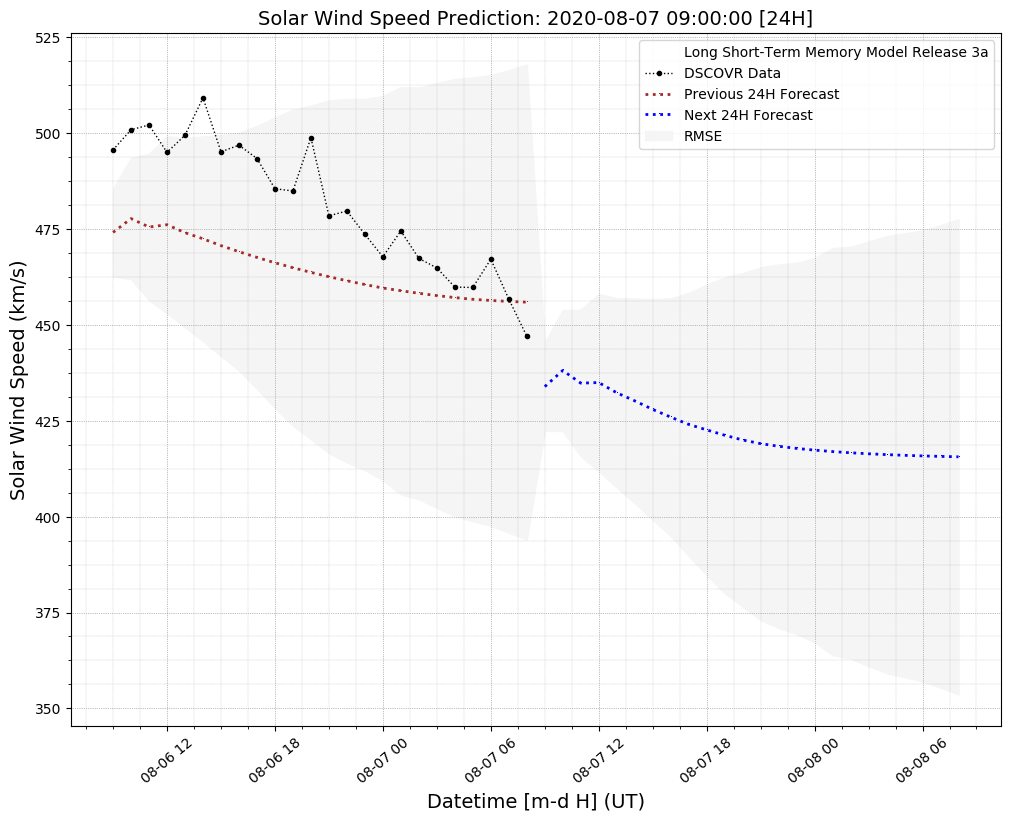 Solar Wind Speed Prediction: 2020-08-07 09:00:00 [24H]
Long Short-Term Memory Model Release 3a
DSCOVR Data
Previous 24H Forecast
Next 24H Forecast
RMSE
Solar Wind Speed (km/s)
525
500
475
450
425
400
375
350
08-06 12
08-06 18
08-07 00
08-07 06
08-07 12
08-07 18
08-08 00
08-08 06
Datetime [m-d H] (UT)